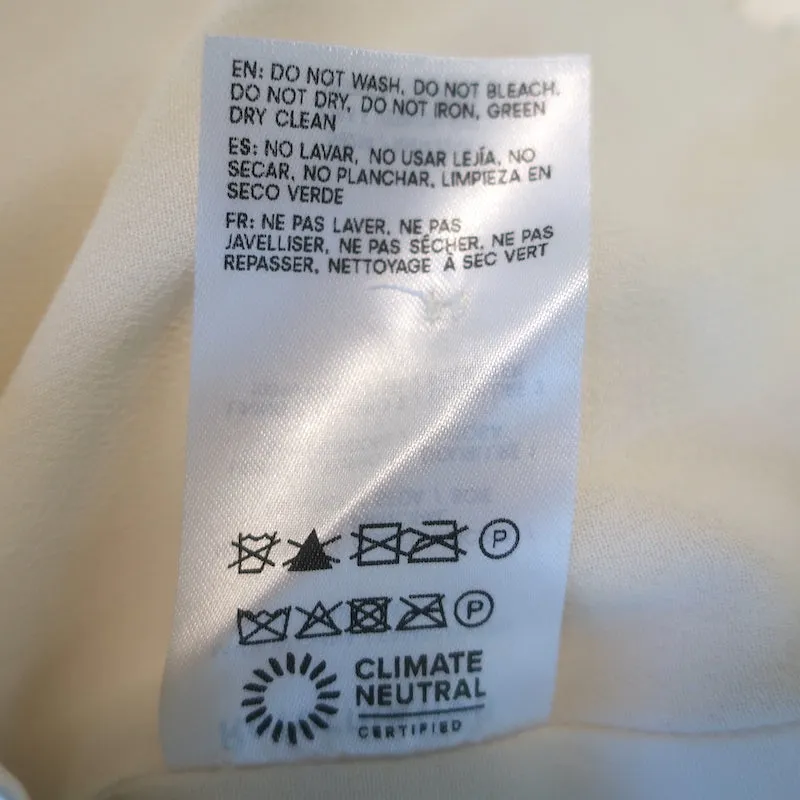 EN: DO NOT WASH, DO NOT BLEACH.
DO NOT DRY, DO NOT IRON, GREEN
DRY CLEAN
ES: NO LAVAR, NO USAR LEJÍA, NO
SECAR, NO PLANCHAR, LIMPIEZA EN
SECO VERDE
FR: NE PAS LAVER, NE PAS
JAVELLISER, NE PAS SÉCHER, NE PAS
REPASSER, NETTOYAGE À SEC VERT
P
P
CLIMATE
NEUTRAL
CERTIFIED